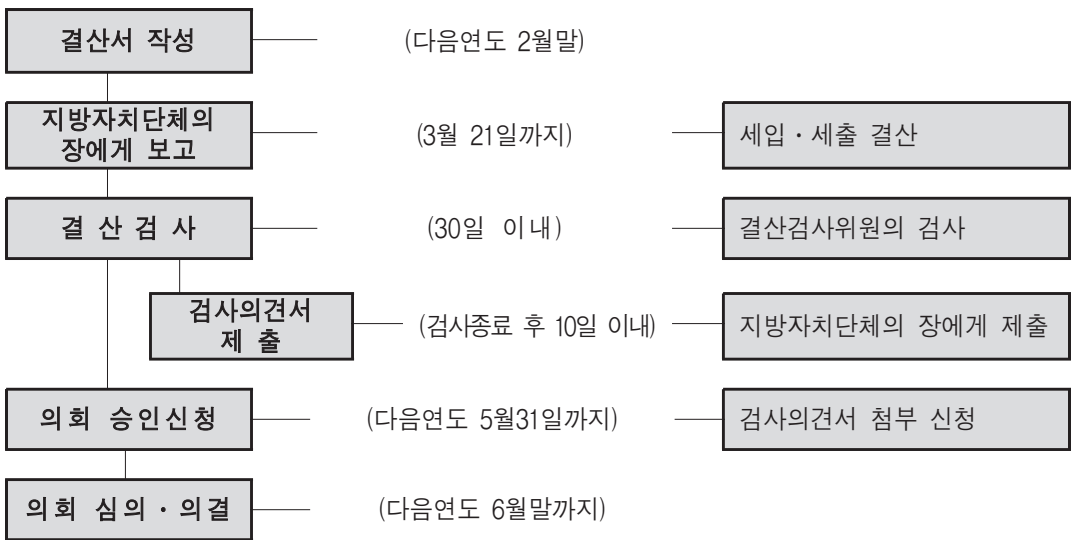 결산서 작성
(다음연도 2월말)
지방자치단체의
장에게 보고
(3월 21일까지)
세입·세출 결산
결 산 검 사
(30일 이내)
결산검사위원의 검사
검사의견서
제 출
(검사종료 후 10일 이내)
지방자치단체의 장에게 제출
의회 승인신청
(다음연도 5월31일까지)
검사의견서 첨부 신청
의회 심의·의결
(다음연도 6월말까지)